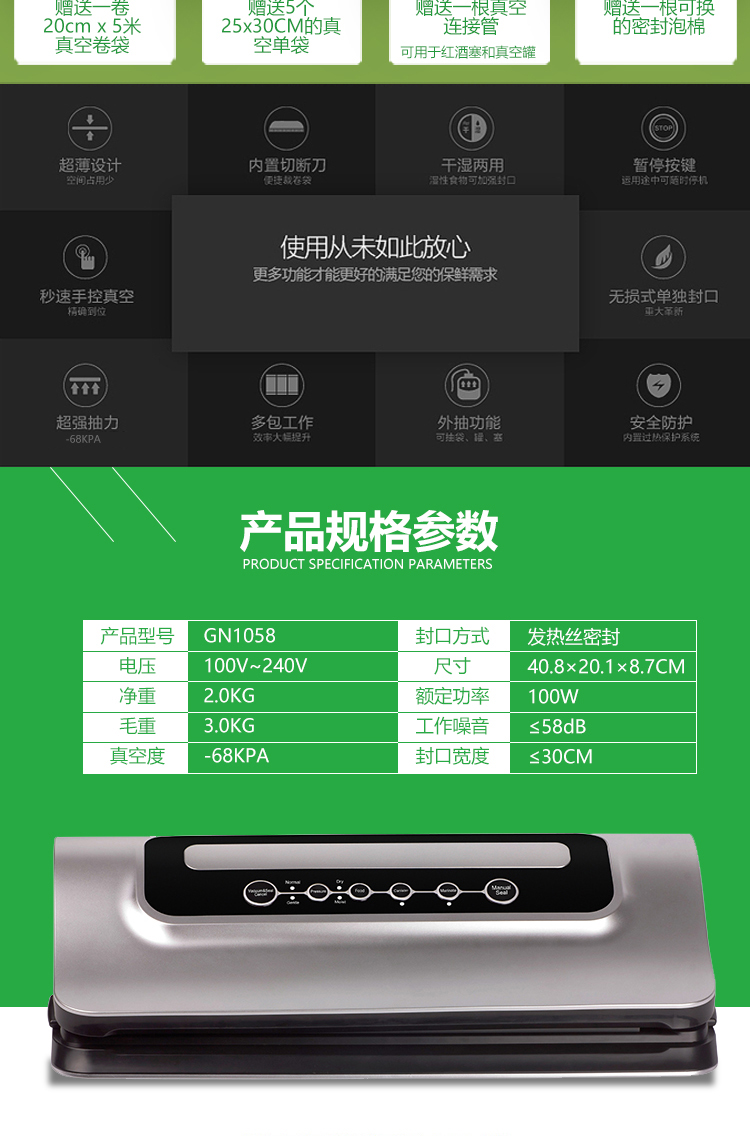 赠送一卷
20cm x 5米
真空卷袋
赠送5个
25x30CM的真
空单袋
赠送一根真空
连接管
可用于红酒塞和真空罐
赠送一根可换
的密封泡棉
超薄设计
空间占用少
内置切断刀
便捷裁卷袋
干 湿
干湿两用
湿性食物可加强封口
STOP
暂停按键
运用途中可随时停机
秒速手控真空
精确到位
使用从未如此放心
更多功能才能更好的满足您的保鲜需求
无损式单独封口
重大革新
超强抽力
-68KPA
多包工作
效率大幅提升
外抽功能
可抽袋、罐、塞
安全防护
内置过热保护系统
产品规格参数
PRODUCT SPECIFICATION PARAMETERS
产品型号 GN1058 封口方式 发热丝密封
电压 100V~240V 尺寸 40.8×20.1×8.7CM
净重 2.0KG 额定功率 100W
毛重 3.0KG 工作噪音 ≤58dB
真空度 -68KPA 封口宽度 ≤30CM
Normal Dry
Vacuum&Seal
Cancel
Pressure Food Canister Marinate
Manual
Seal
Gentle Moist